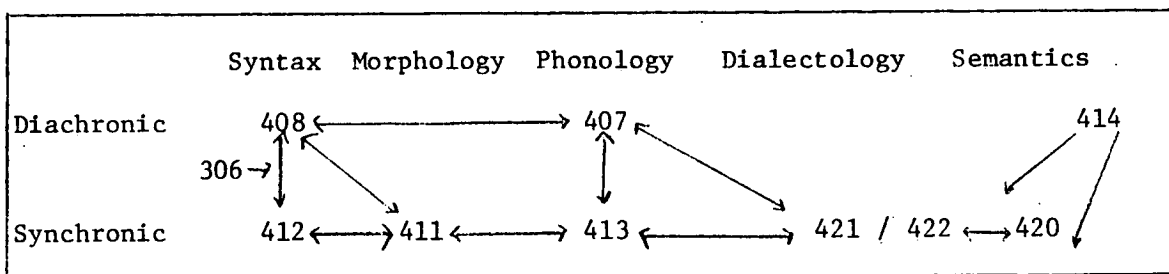 Syntax Morphology Phonology Dialectology Semantics
Diachronic 408 407 414
306
Synchronic 412 411 413 421 / 422 420